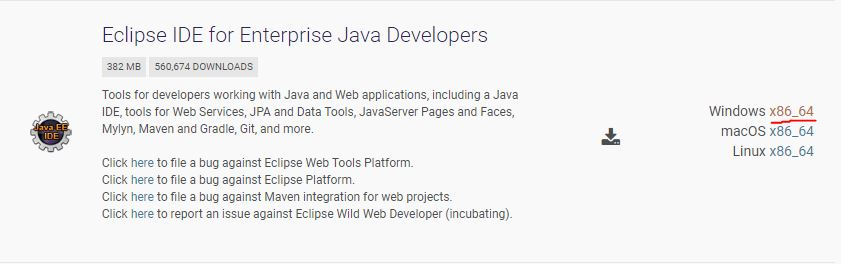 Eclipse IDE for Enterprise Java Developers
382 MB 560,674 DOWNLOADS
Tools for developers working with Java and Web applications, including a Java
IDE, tools for Web Services, JPA and Data Tools, JavaServer Pages and Faces,
Mylyn, Maven and Gradle, Git, and more.
Click here to file a bug against Eclipse Web Tools Platform.
Click here to file a bug against Eclipse Platform.
Click here to file a bug against Maven integration for web projects.
Click here to report an issue against Eclipse Wild Web Developer (incubating).
Java EE
IDE
Windows x86_64
macOS x86_64
Linux x86_64